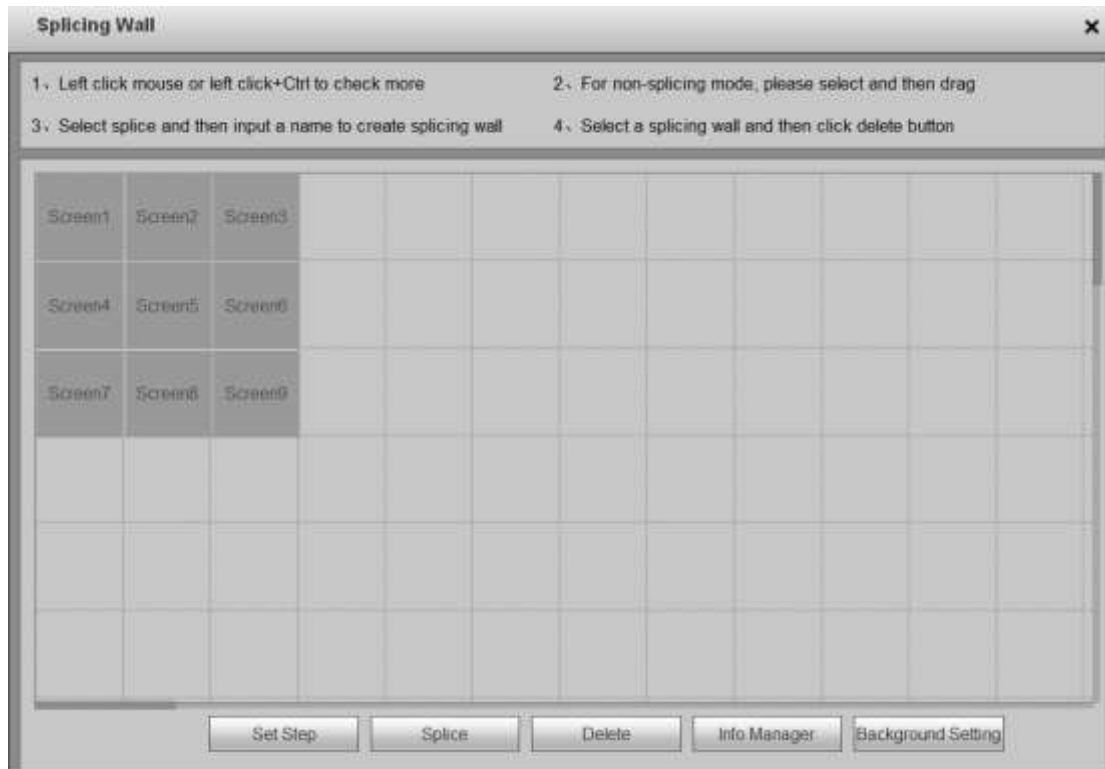 Splicing Wall
1、Left click mouse or left click+Ctrl to check more
2、For non-splicing mode, please select and then drag
3、Select splice and then input a name to create splicing wall
4、Select a splicing wall and then click delete button
Screen1 Screen2 Screen3
Screen4 Screen5 Screen6
Screen7 Screen8 Screen9
Set Step Splice Delete Info Manager Background Setting